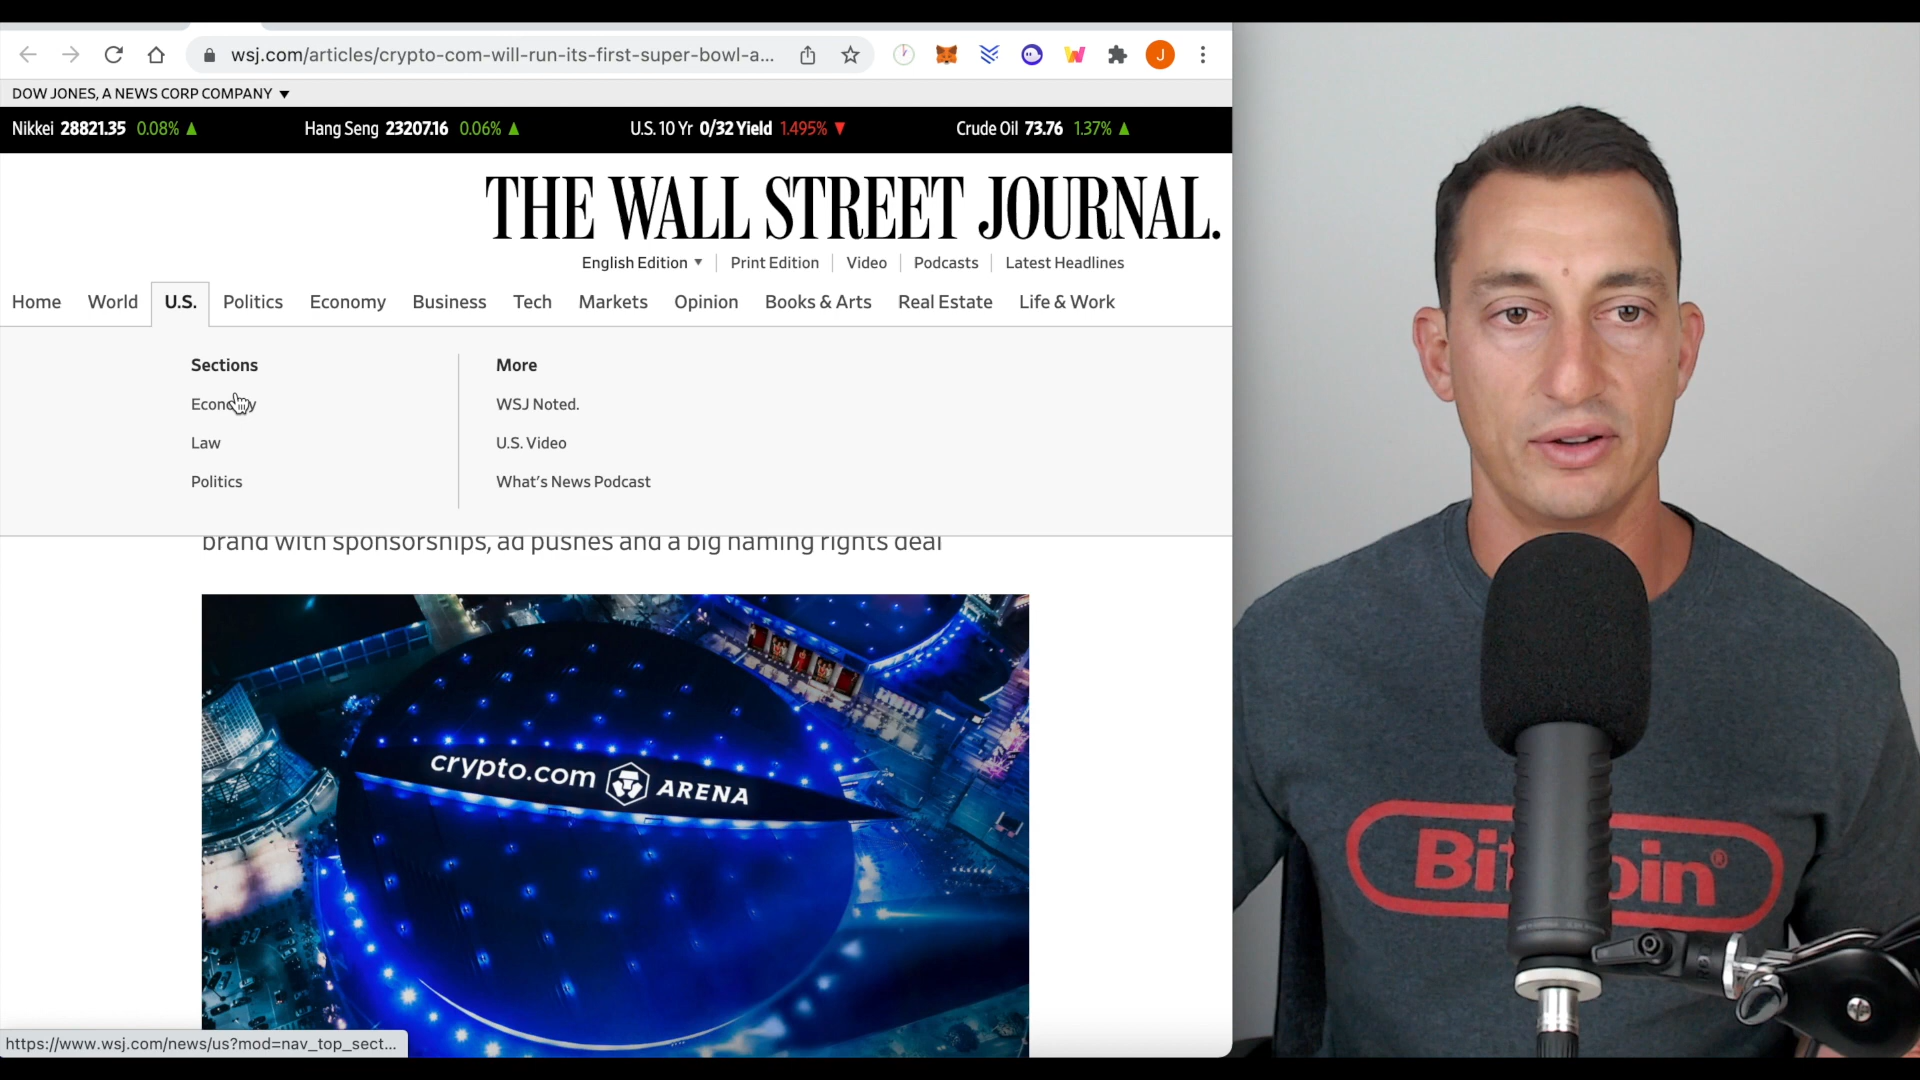 wsj.com/articles/crypto-com-will-run-its-first-super-bowl-a...
J
DOW JONES, A NEWS CORP COMPANY ▼
Nikkei 28821.35 0.08% ▲ Hang Seng 23207.16 0.06% ▲ U.S. 10 Yr 0/32 Yield 1.495% ▼ Crude Oil 73.76 1.37% ▲
THE WALL STREET JOURNAL.
English Edition ▼ | Print Edition | Video | Podcasts | Latest Headlines
Home World U.S. Politics Economy Business Tech Markets Opinion Books & Arts Real Estate Life & Work
Sections
Economy
Law
Politics
More
WSJ Noted.
U.S. Video
What's News Podcast
brand with sponsorships, ad pushes and a big naming rights deal
crypto.com ARENA
https://www.wsj.com/news/us?mod=nav_top_sect...
®